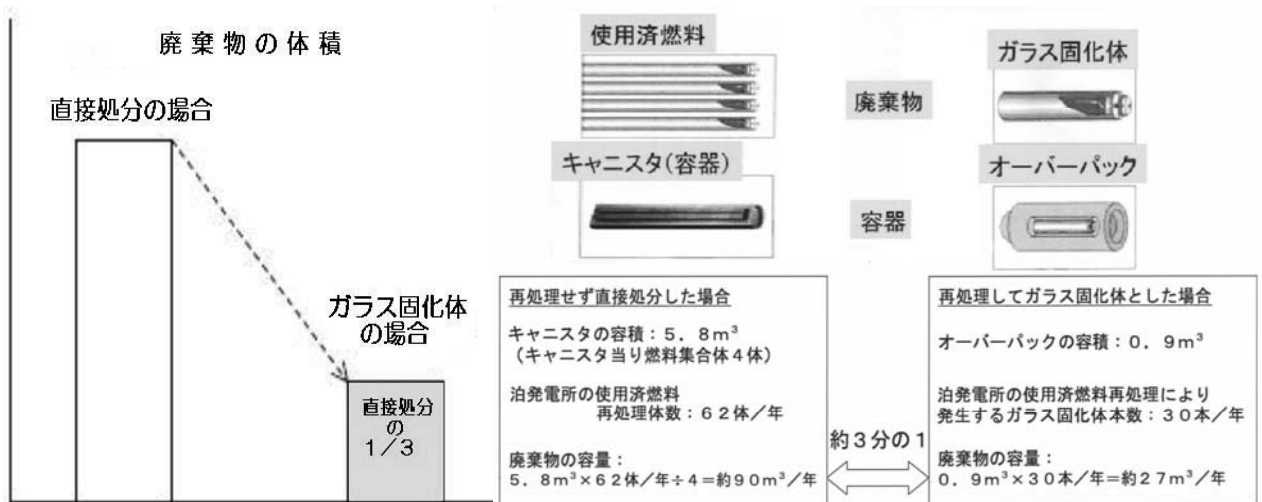 廃棄物の体積
直接処分の場合
ガラス固化体
の場合
直接処分
の
1/3
使用済燃料
キャニスタ(容器)
廃棄物
容器
ガラス固化体
オーバーパック
再処理せず直接処分した場合
キャニスタの容積:5.8m³
(キャニスタ当り燃料集合体4体)
泊発電所の使用済燃料
再処理体数:62体/年
廃棄物の容量:
5.8m³×62体/年÷4=約90m³/年
約3分の1
再処理してガラス固化体とした場合
オーバーパックの容積:0.9m³
泊発電所の使用済燃料再処理により
発生するガラス固化体本数:30本/年
廃棄物の容量:
0.9m³×30本/年=約27m³/年